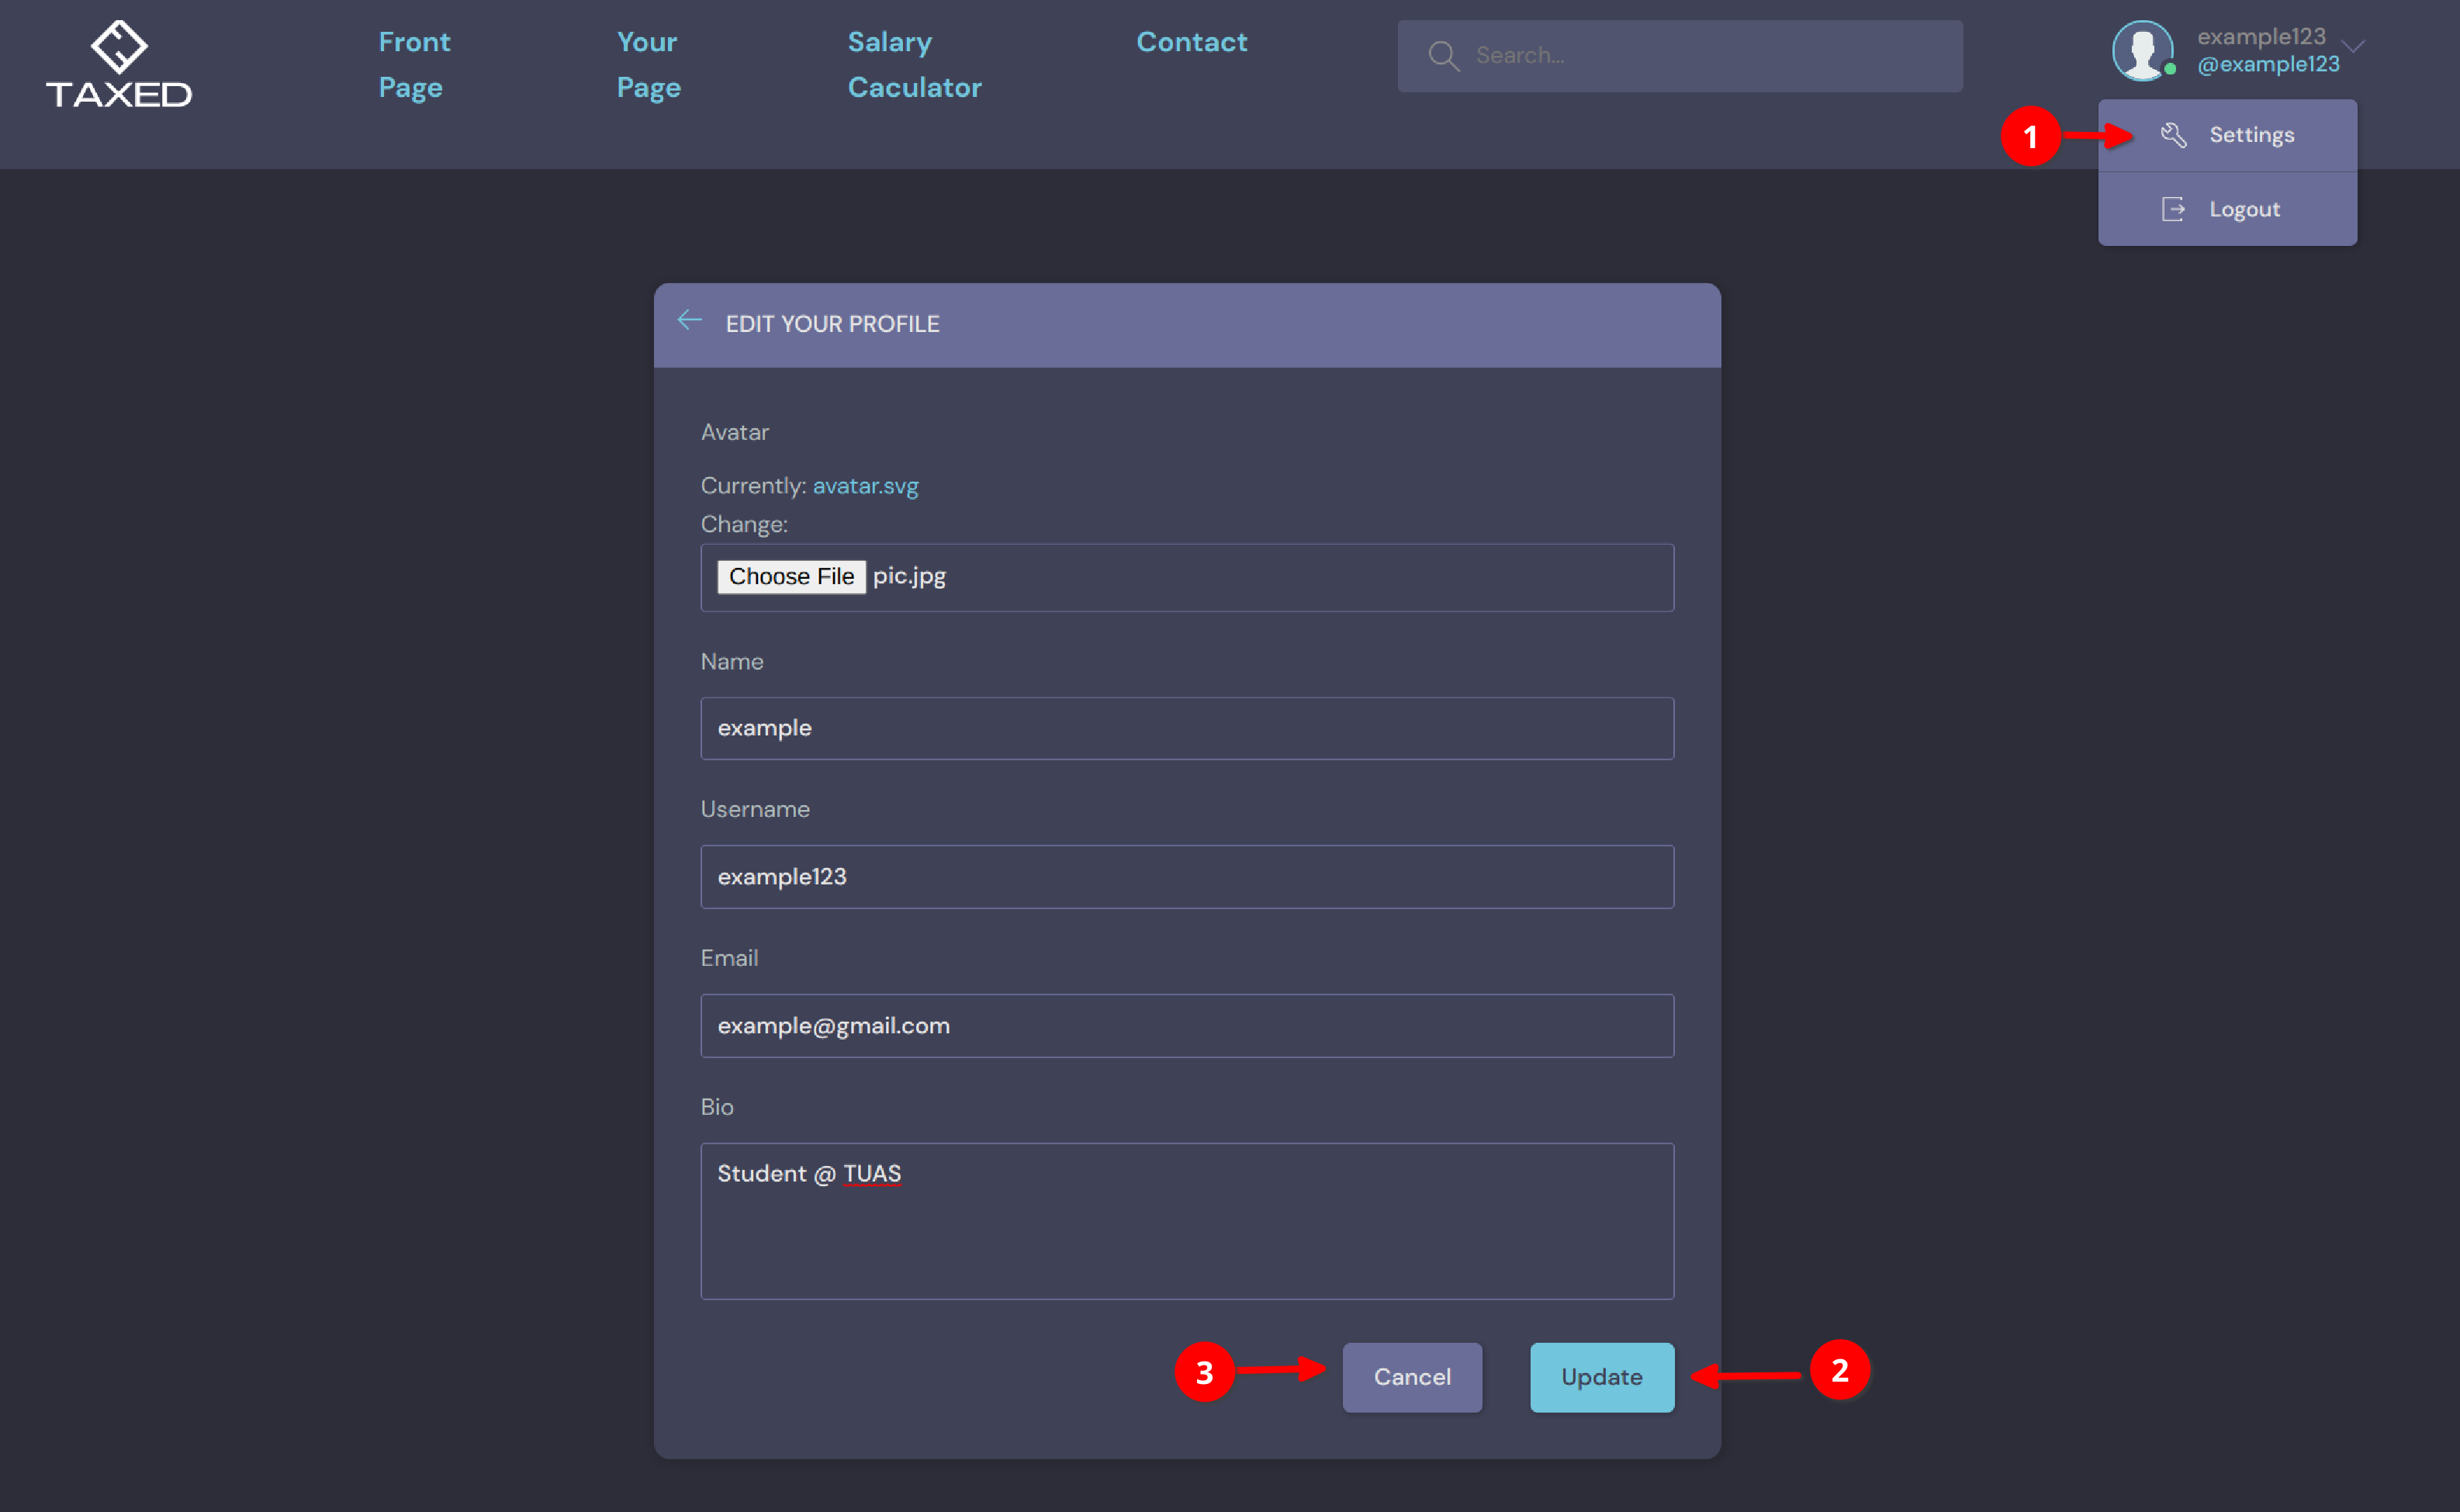 TAXED
Front Page
Your Page
Salary Caculator
Contact
Search...
example123
@example123
1
Settings
Logout
EDIT YOUR PROFILE
Avatar
Currently: avatar.svg
Change:
Choose File pic.jpg
Name
example
Username
example123
Email
example@gmail.com
Bio
Student @ TUAS
3
Cancel
Update
2